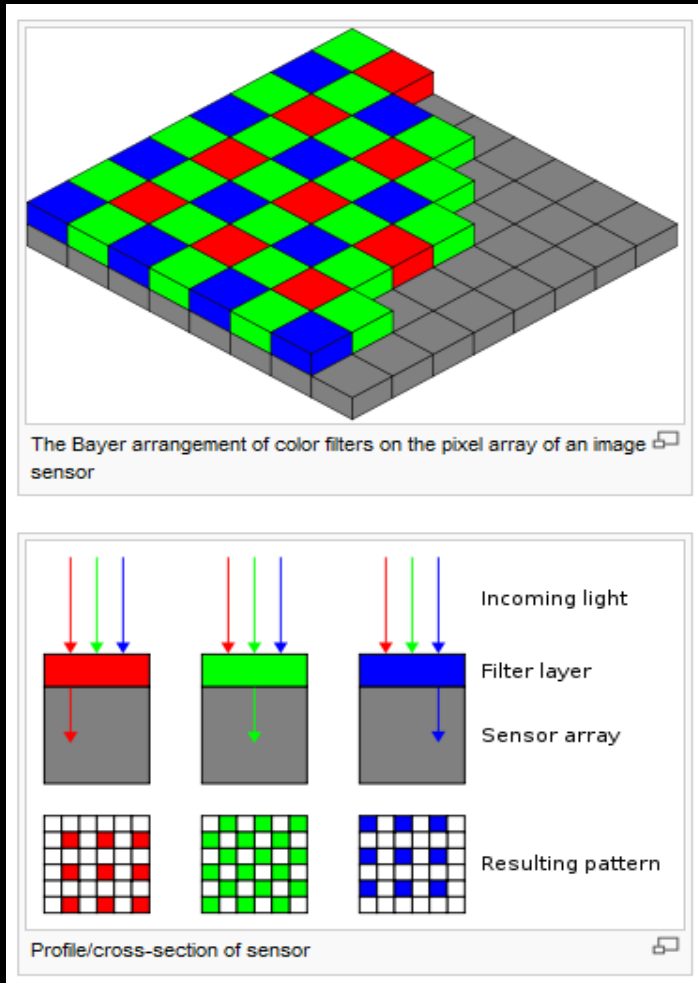 The Bayer arrangement of color filters on the pixel array of an image
sensor
Incoming light
Filter layer
Sensor array
Resulting pattern
Profile/cross-section of sensor